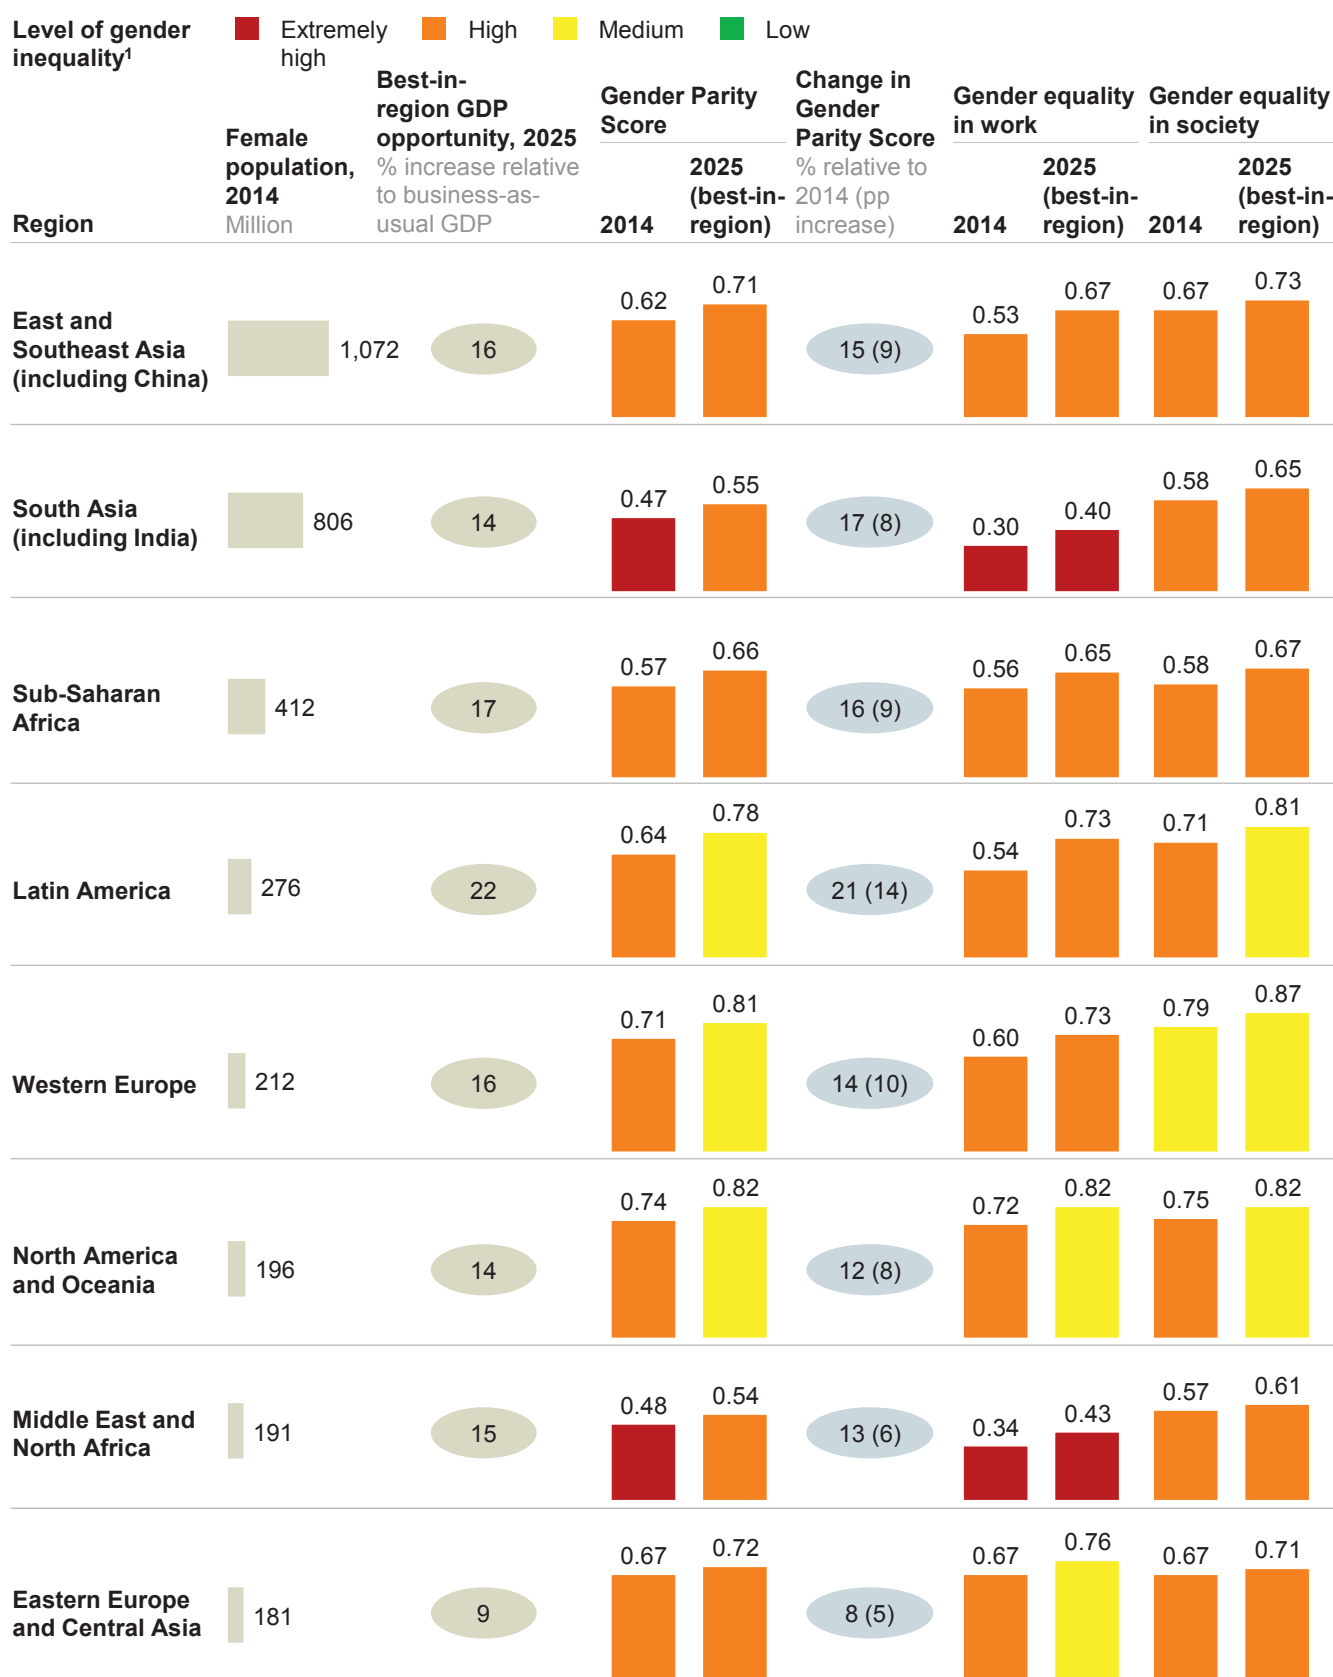 Level of gender inequality¹
Extremely high
High
Medium
Low
Region
Female population, 2014
Million
Best-in-region GDP opportunity, 2025
% increase relative to business-as-usual GDP
Gender Parity Score
2014
2025 (best-in-region)
Change in Gender Parity Score
% relative to 2014 (pp increase)
Gender equality in work
2014
2025 (best-in-region)
Gender equality in society
2014
2025 (best-in-region)
East and Southeast Asia (including China)
1,072
16
0.62
0.71
15 (9)
0.53
0.67
0.67
0.73
South Asia (including India)
806
14
0.47
0.55
17 (8)
0.30
0.40
0.58
0.65
Sub-Saharan Africa
412
17
0.57
0.66
16 (9)
0.56
0.65
0.58
0.67
Latin America
276
22
0.64
0.78
21 (14)
0.54
0.73
0.71
0.81
Western Europe
212
16
0.71
0.81
14 (10)
0.60
0.73
0.79
0.87
North America and Oceania
196
14
0.74
0.82
12 (8)
0.72
0.82
0.75
0.82
Middle East and North Africa
191
15
0.48
0.54
13 (6)
0.34
0.43
0.57
0.61
Eastern Europe and Central Asia
181
9
0.67
0.72
8 (5)
0.67
0.76
0.67
0.71